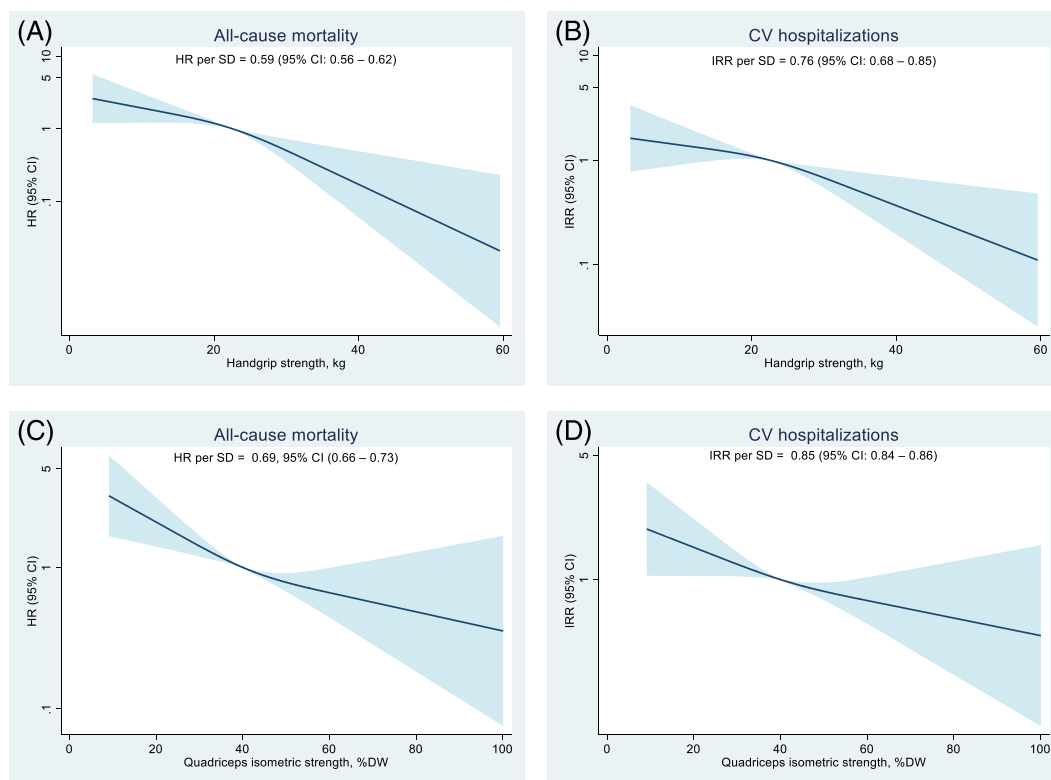 (A)
All-cause mortality
HR per SD = 0.59 (95% CI: 0.56 – 0.62)
10
5
1
.1
HR (95% CI)
0 20 40 60
Handgrip strength, kg
(B)
CV hospitalizations
IRR per SD = 0.76 (95% CI: 0.68 – 0.85)
10
5
1
.1
IRR (95% CI)
0 20 40 60
Handgrip strength, kg
(C)
All-cause mortality
HR per SD = 0.69, 95% CI (0.66 – 0.73)
5
1
.1
HR (95% CI)
0 20 40 60 80 100
Quadriceps isometric strength, %DW
(D)
CV hospitalizations
IRR per SD = 0.85 (95% CI: 0.84 – 0.86)
5
1
IRR (95% CI)
0 20 40 60 80 100
Quadriceps isometric strength, %DW